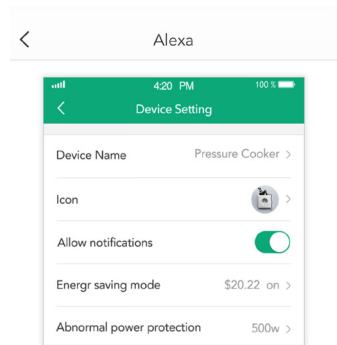 Alexa
4:20 PM 100 %
Device Setting
Device Name Pressure Cooker
Icon
Allow notifications
Energr saving mode $20.22 on
Abnormal power protection 500w